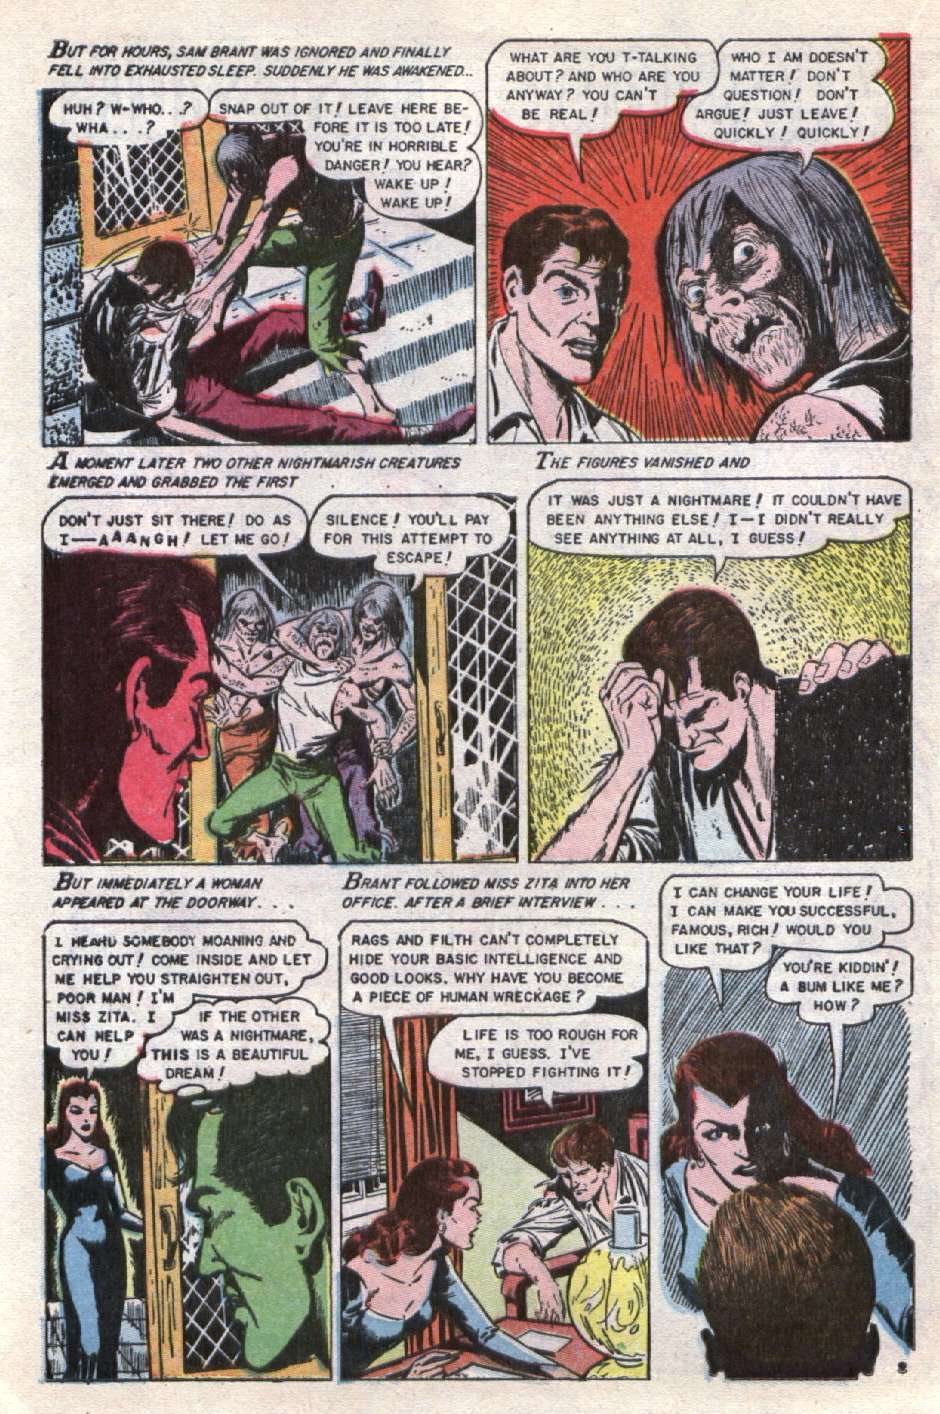 BUT FOR HOURS, SAM BRANT WAS IGNORED AND FINALLY
FELL INTO EXHAUSTED SLEEP. SUDDENLY HE WAS AWAKENED...
HUH? W-WHO...?
WHA....?
SNAP OUT OF IT! LEAVE HERE BE-
FORE IT IS TOO LATE!
YOU'RE IN HORRIBLE
DANGER! YOU HEAR?
WAKE UP!
WAKE UP!
WHAT ARE YOU T-TALKING
ABOUT? AND WHO ARE YOU
ANYWAY? YOU CAN'T
BE REAL!
WHO I AM DOESN'T
MATTER! DON'T
QUESTION! DON'T
ARGUE! JUST LEAVE!
QUICKLY! QUICKLY!
A MOMENT LATER TWO OTHER NIGHTMARISH CREATURES
EMERGED AND GRABBED THE FIRST
DON'T JUST SIT THERE! DO AS
I—AAANGH! LET ME GO!
SILENCE! YOU'LL PAY
FOR THIS ATTEMPT TO
ESCAPE!
THE FIGURES VANISHED AND
IT WAS JUST A NIGHTMARE! IT COULDN'T HAVE
BEEN ANYTHING ELSE! I—I DIDN'T REALLY
SEE ANYTHING AT ALL, I GUESS!
BUT IMMEDIATELY A WOMAN
APPEARED AT THE DOORWAY....
I HEARD SOMEBODY MOANING AND
CRYING OUT! COME INSIDE AND LET
ME HELP YOU STRAIGHTEN OUT,
POOR MAN! I'M
MISS ZITA. I
CAN HELP
YOU!
IF THE OTHER
WAS A NIGHTMARE,
THIS IS A BEAUTIFUL
DREAM!
BRANT FOLLOWED MISS ZITA INTO HER
OFFICE. AFTER A BRIEF INTERVIEW....
RAGS AND FILTH CAN'T COMPLETELY
HIDE YOUR BASIC INTELLIGENCE AND
GOOD LOOKS. WHY HAVE YOU BECOME
A PIECE OF HUMAN WRECKAGE?
LIFE IS TOO ROUGH FOR
ME, I GUESS. I'VE
STOPPED FIGHTING IT!
I CAN CHANGE YOUR LIFE!
I CAN MAKE YOU SUCCESSFUL,
FAMOUS, RICH! WOULD YOU
LIKE THAT?
YOU'RE KIDDIN'!
A BUM LIKE ME?
HOW?